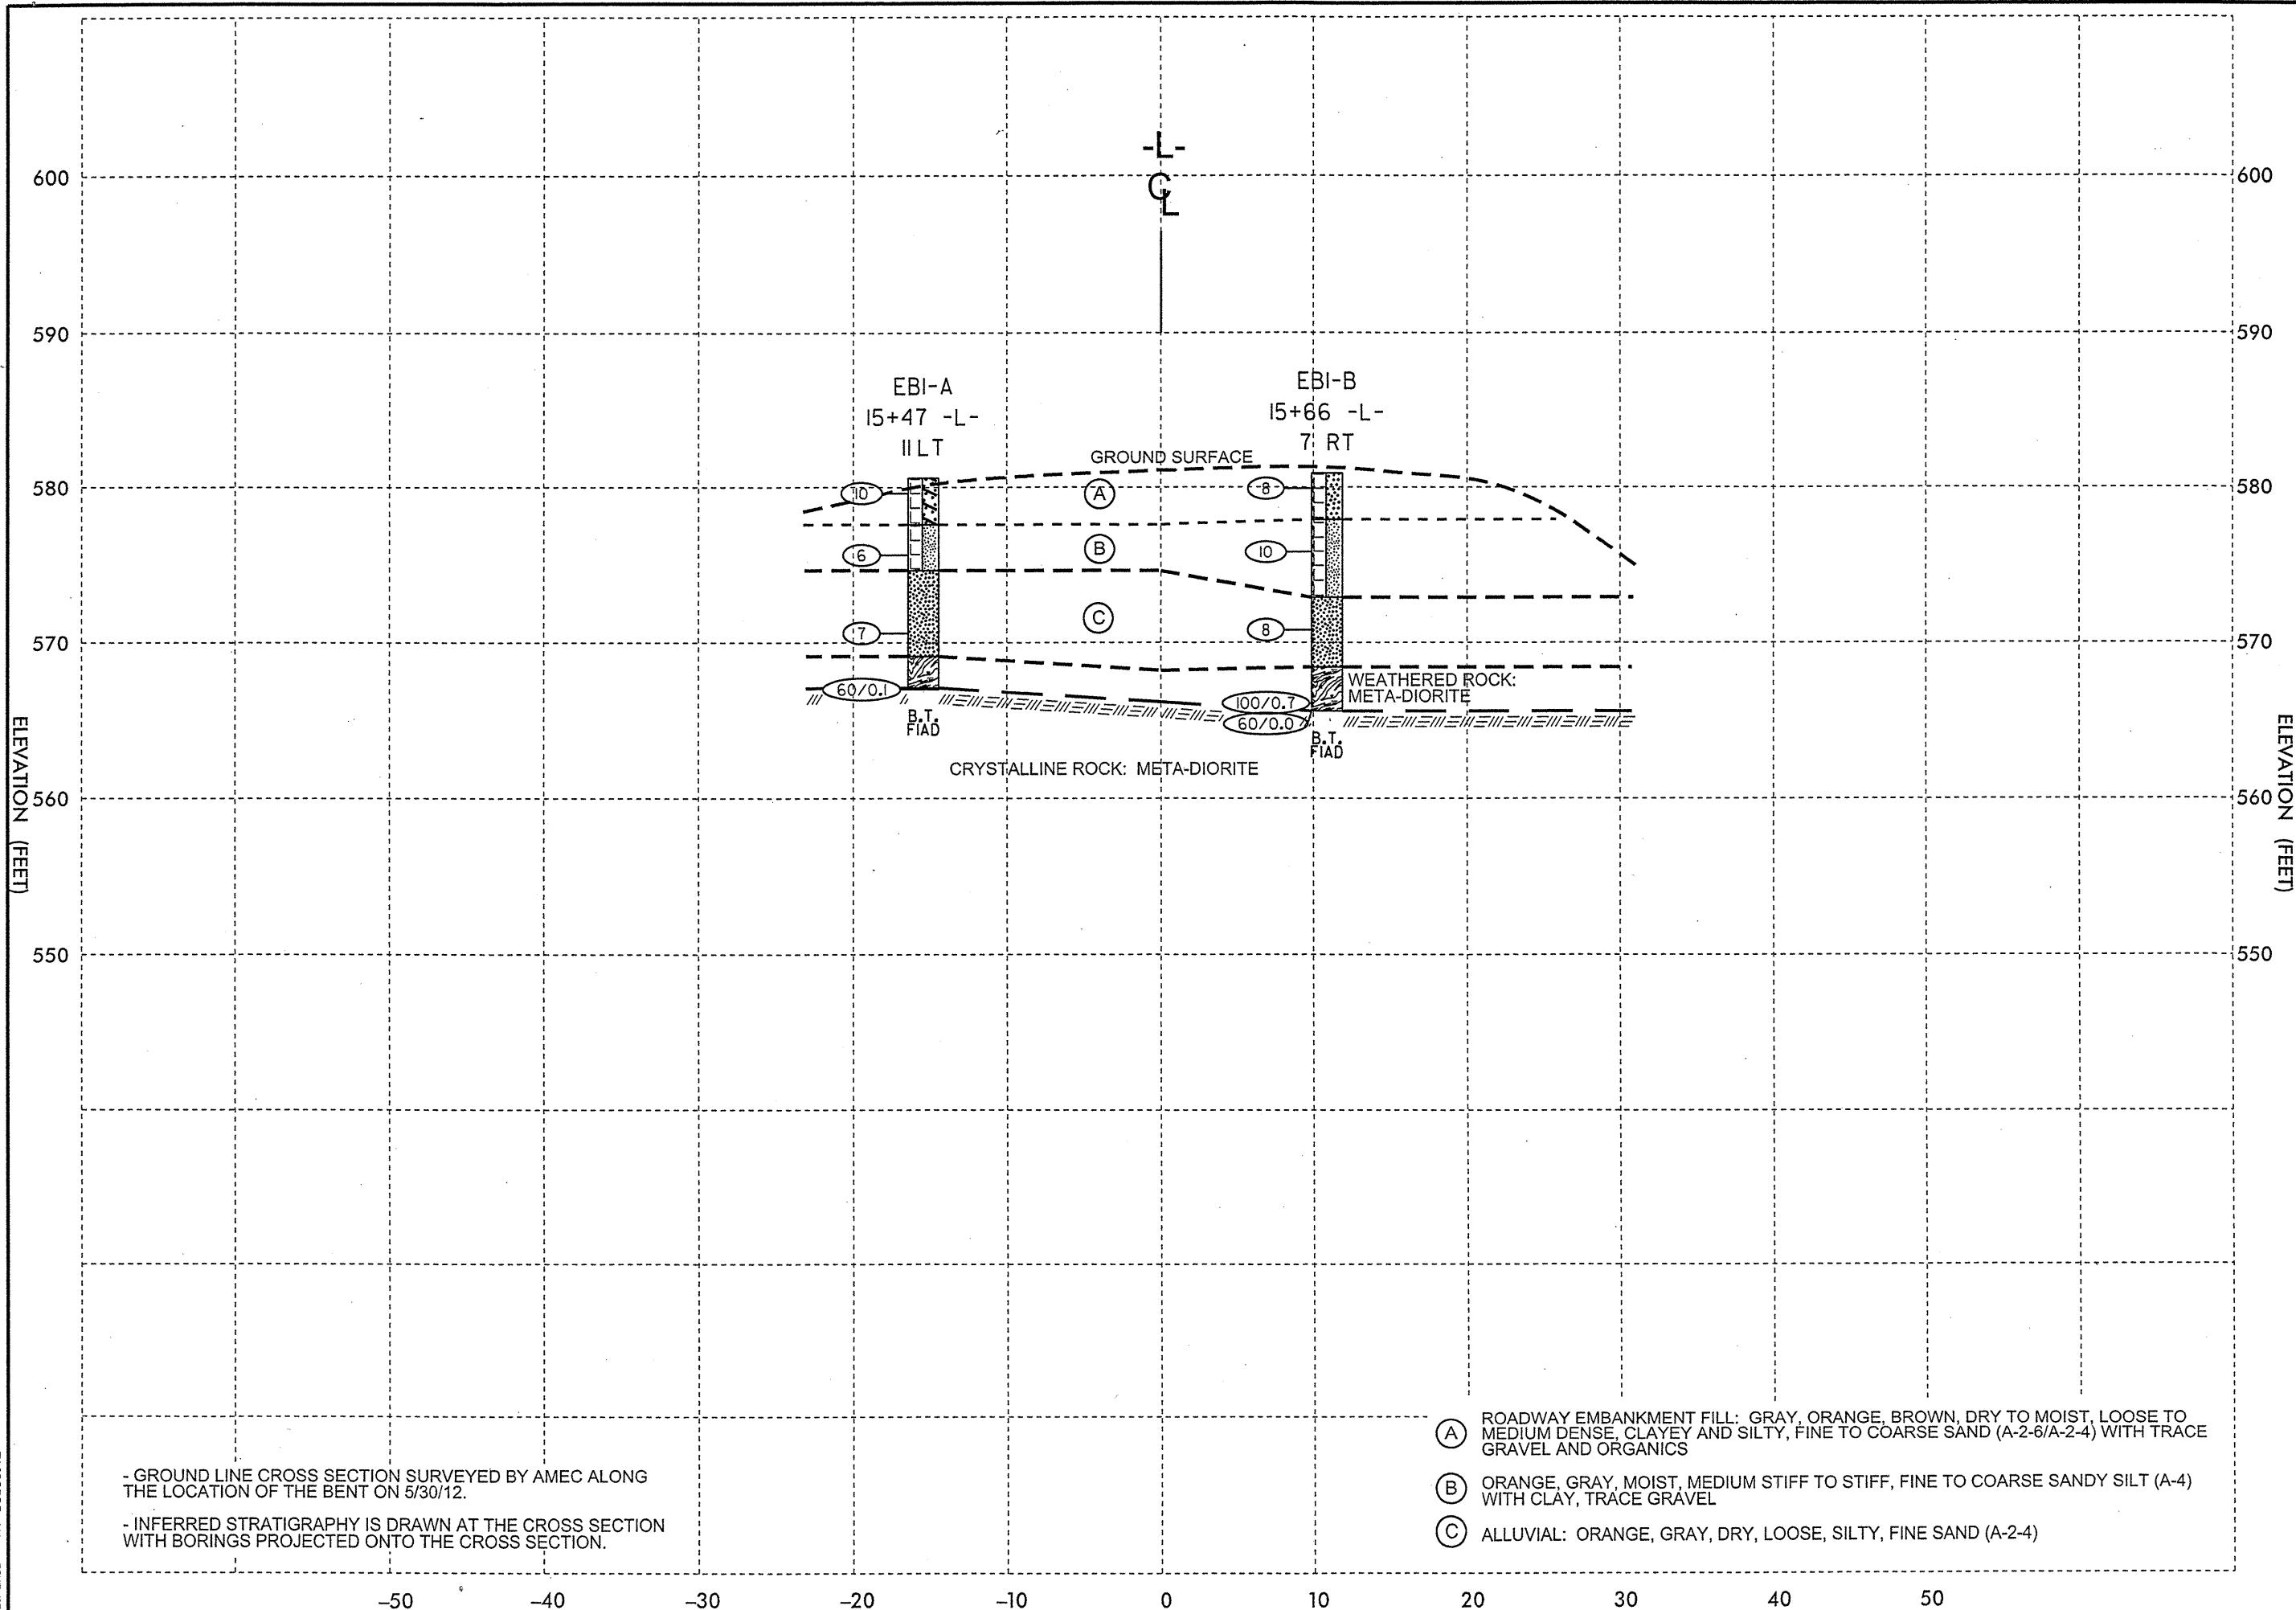 -L-
CL
600
600
590
590
EBI-A
15+47 -L-
11 LT
EBI-B
15+66 -L-
7 RT
GROUND SURFACE
580
10
A
8
580
6
B
10
570
7
C
8
570
WEATHERED ROCK:
META-DIORITE
60/0.1
100/0.7
60/0.0
B.T.
FIAD
B.T.
FIAD
CRYSTALLINE ROCK: META-DIORITE
ELEVATION (FEET)
ELEVATION (FEET)
560
560
550
550
- GROUND LINE CROSS SECTION SURVEYED BY AMEC ALONG
THE LOCATION OF THE BENT ON 5/30/12.
- INFERRED STRATIGRAPHY IS DRAWN AT THE CROSS SECTION
WITH BORINGS PROJECTED ONTO THE CROSS SECTION.
A ROADWAY EMBANKMENT FILL: GRAY, ORANGE, BROWN, DRY TO MOIST, LOOSE TO
MEDIUM DENSE, CLAYEY AND SILTY, FINE TO COARSE SAND (A-2-6/A-2-4) WITH TRACE
GRAVEL AND ORGANICS
B ORANGE, GRAY, MOIST, MEDIUM STIFF TO STIFF, FINE TO COARSE SANDY SILT (A-4)
WITH CLAY, TRACE GRAVEL
C ALLUVIAL: ORANGE, GRAY, DRY, LOOSE, SILTY, FINE SAND (A-2-4)
-50 -40 -30 -20 -10 0 10 20 30 40 50